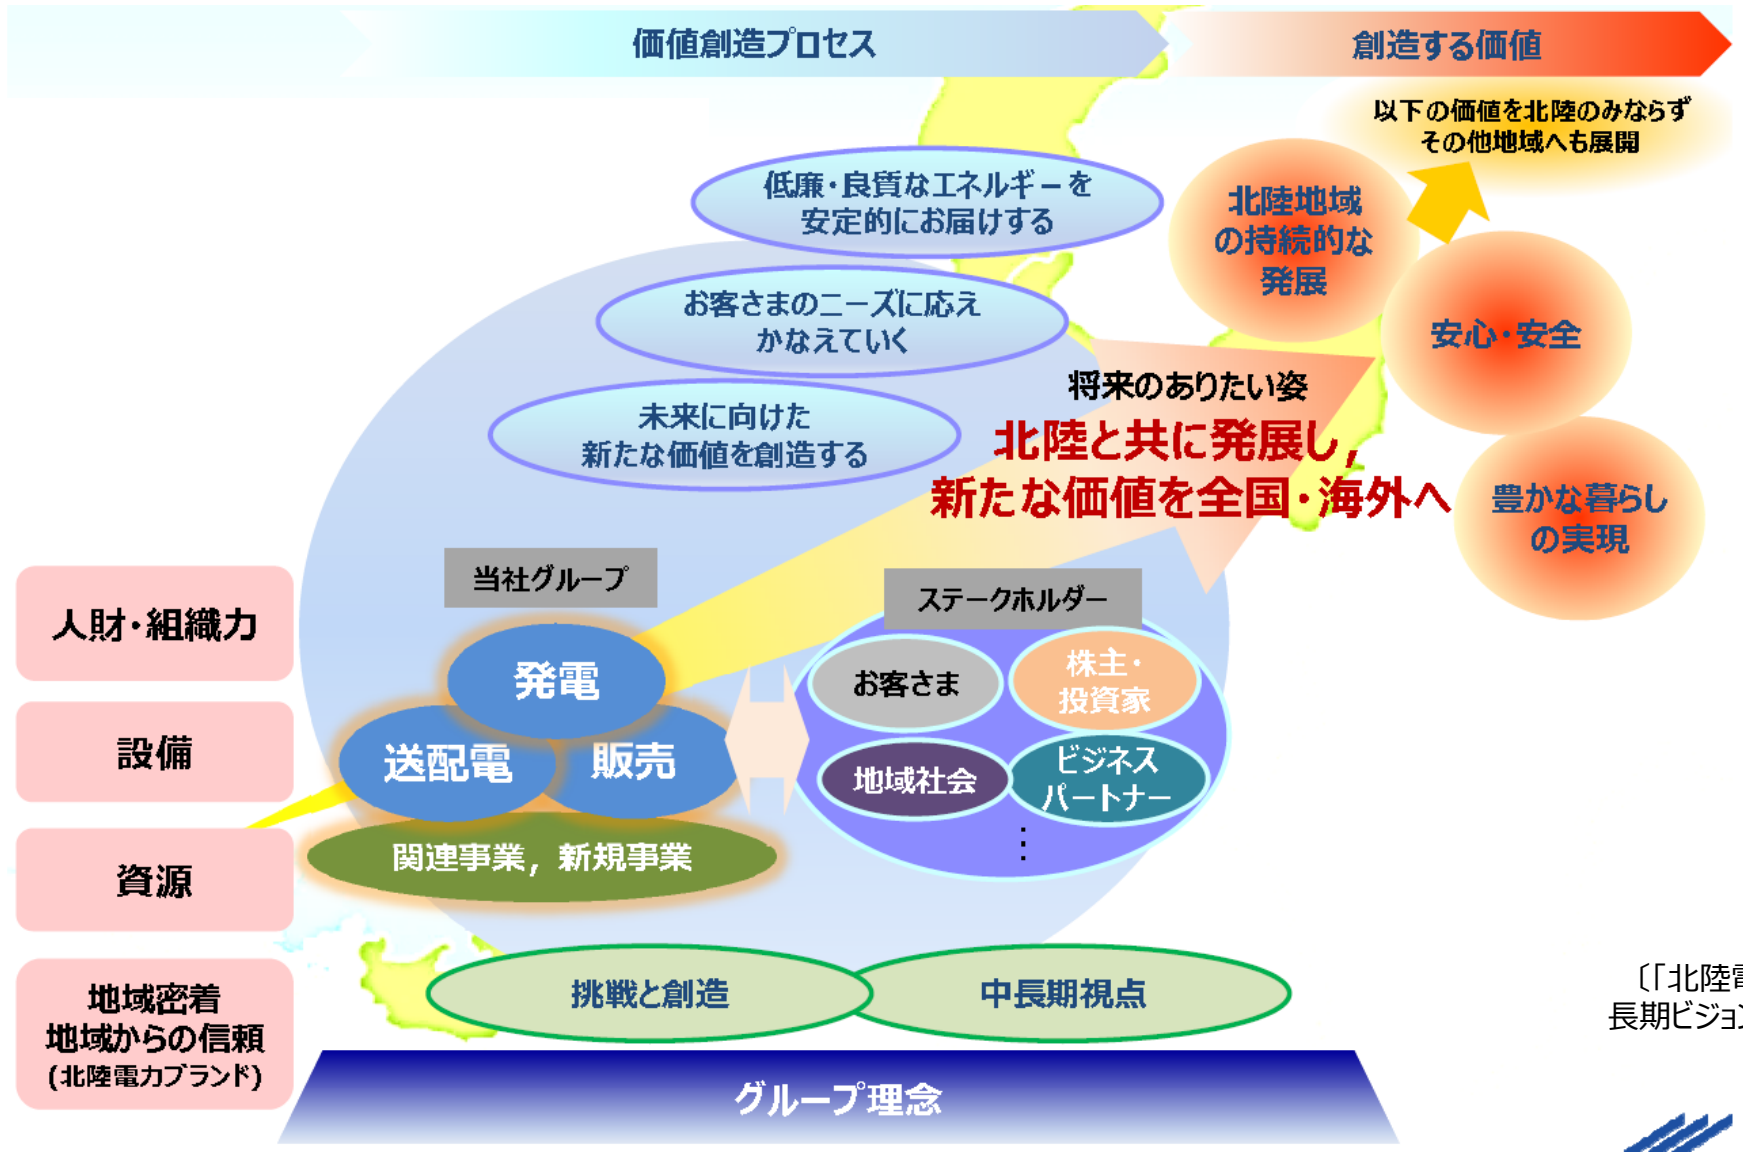 価値創造プロセス
創造する価値
以下の価値を北陸のみならず
その他地域へも展開
低廉・良質なエネルギーを
安定的にお届けする
お客さまのニーズに応え
かなえていく
未来に向けた
新たな価値を創造する
北陸地域
の持続的な
発展
安心・安全
豊かな暮らし
の実現
将来のありたい姿
北陸と共に発展し,
新たな価値を全国・海外へ
人財・組織力
設備
資源
地域密着
地域からの信頼
(北陸電力ブランド)
当社グループ
発電
送配電
販売
関連事業, 新規事業
ステークホルダー
お客さま
株主・
投資家
地域社会
ビジネス
パートナー
⋮
挑戦と創造
中長期視点
グループ理念
〔「北陸電
長期ビジョン